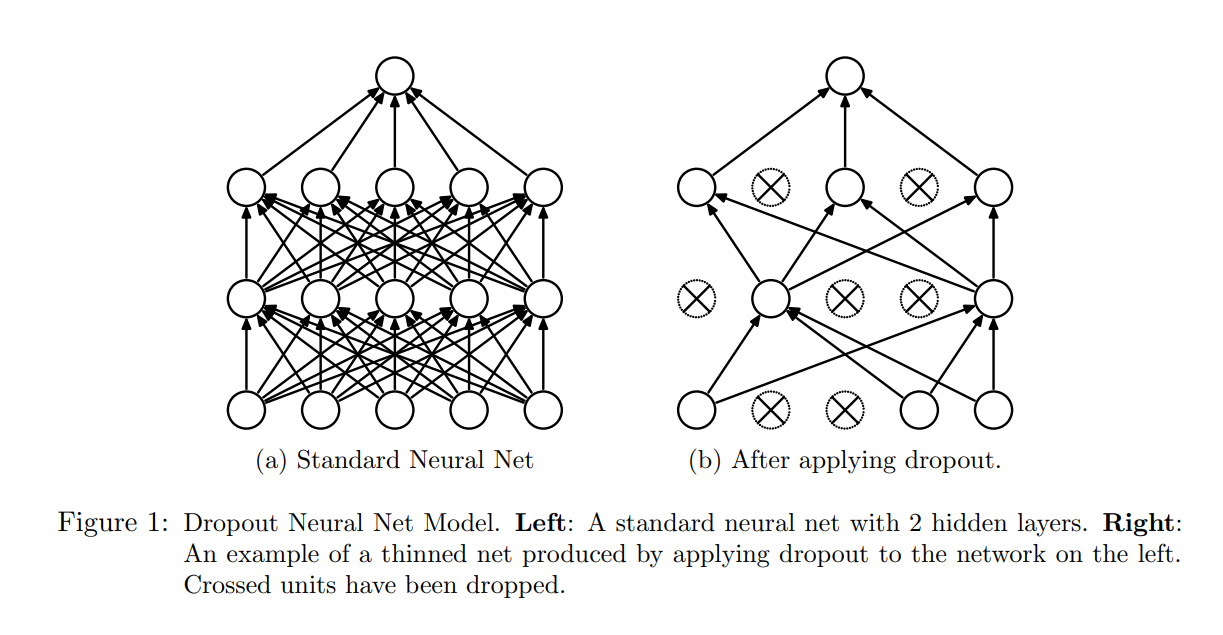 (a) Standard Neural Net
(b) After applying dropout.
Figure 1: Dropout Neural Net Model. Left: A standard neural net with 2 hidden layers. Right:
An example of a thinned net produced by applying dropout to the network on the left.
Crossed units have been dropped.